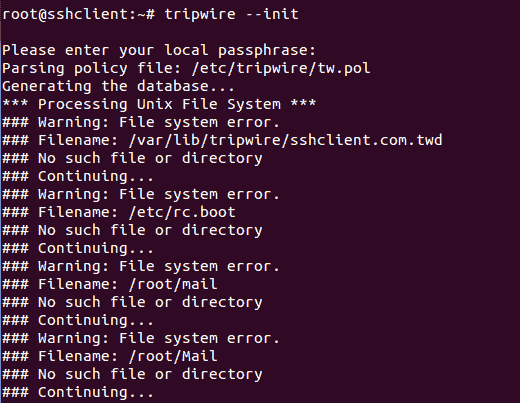 root@sshclient:~# tripwire --init
Please enter your local passphrase:
Parsing policy file: /etc/tripwire/tw.pol
Generating the database...
*** Processing Unix File System ***
### Warning: File system error.
### Filename: /var/lib/tripwire/sshclient.com.twd
### No such file or directory
### Continuing...
### Warning: File system error.
### Filename: /etc/rc.boot
### No such file or directory
### Continuing...
### Warning: File system error.
### Filename: /root/mail
### No such file or directory
### Continuing...
### Warning: File system error.
### Filename: /root/Mail
### No such file or directory
### Continuing...